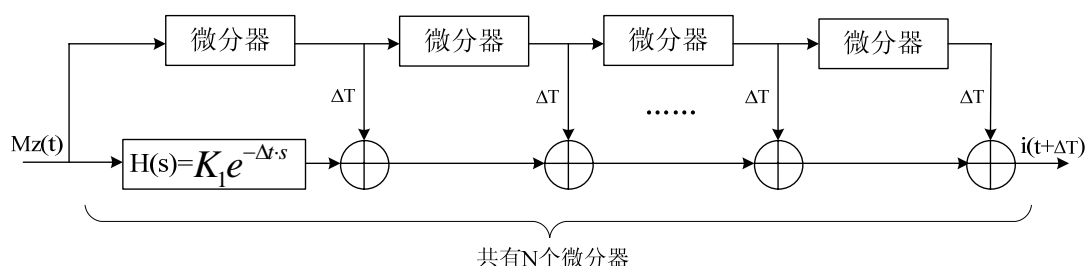 微分器 微分器 微分器 微分器
ΔT ΔT ...... ΔT ΔT
Mz(t) H(s)=K₁e^{-Δt·s} i(t+ΔT)
共有N个微分器